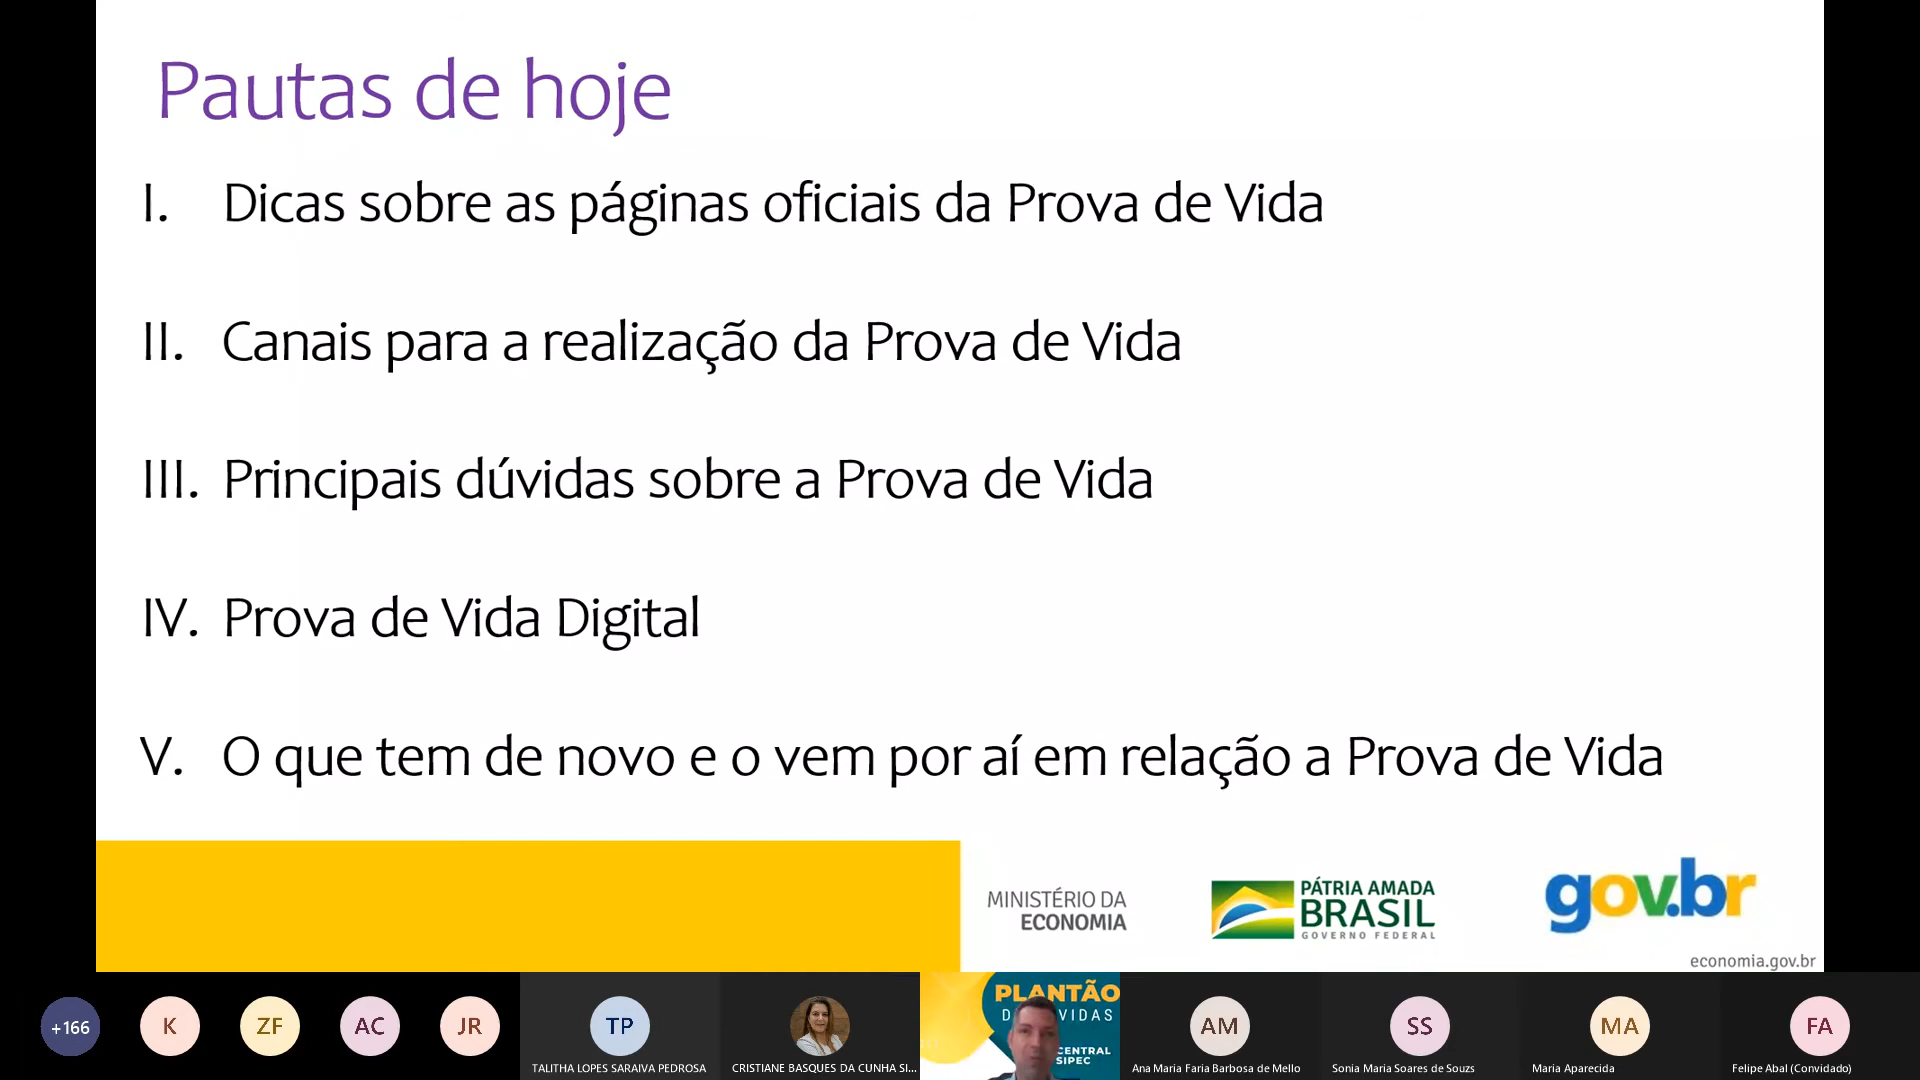 Pautas de hoje
I. Dicas sobre as páginas oficiais da Prova de Vida
II. Canais para a realização da Prova de Vida
III. Principais dúvidas sobre a Prova de Vida
IV. Prova de Vida Digital
V. O que tem de novo e o vem por aí em relação a Prova de Vida
MINISTÉRIO DA
ECONOMIA
PÁTRIA AMADA
BRASIL
GOVERNO FEDERAL
gov.br
economia.gov.br
+166
K
ZF
AC
JR
TP
TALITHA LOPES SARAIVA PEDROSA
CRISTIANE BASQUES DA CUNHA SI...
PLANTÃO
CENTRAL
SIPEC
AM
Ana Maria Faria Barbosa de Mello
SS
Sonia Maria Soares de Souzs
MA
Maria Aparecida
FA
Felipe Abal (Convidado)